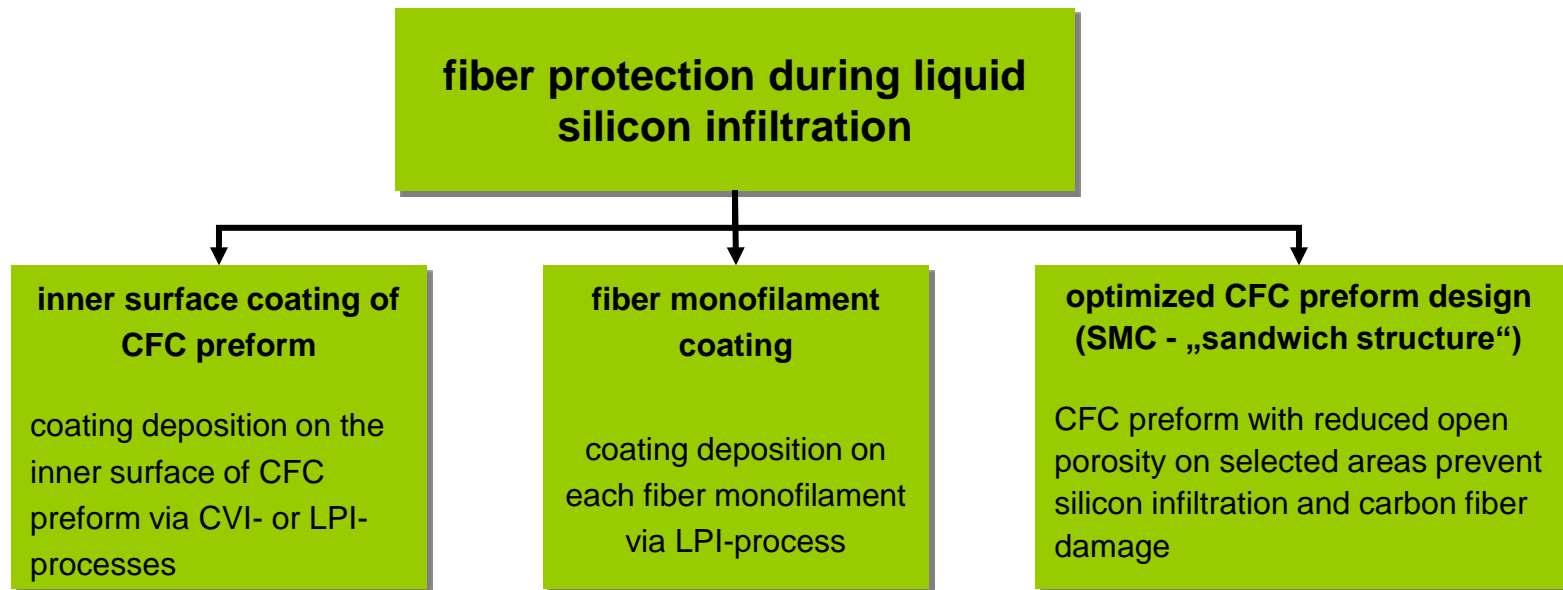 fiber protection during liquid
silicon infiltration
inner surface coating of
CFC preform
coating deposition on the
inner surface of CFC
preform via CVI- or LPI-
processes
fiber monofilament
coating
coating deposition on
each fiber monofilament
via LPI-process
optimized CFC preform design
(SMC - „sandwich structure“)
CFC preform with reduced open
porosity on selected areas prevent
silicon infiltration and carbon fiber
damage